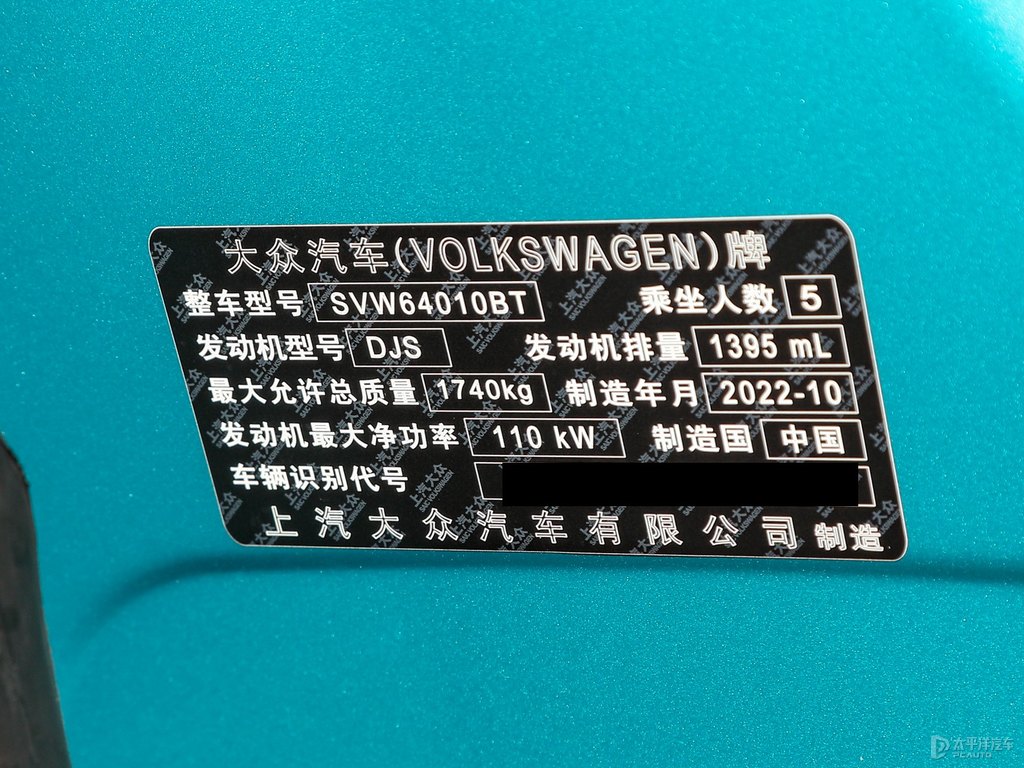 大众汽车(VOLKSWAGEN)牌
整车型号 SVW64010BT 乘坐人数 5
发动机型号 DJS 发动机排量 1395 mL
最大允许总质量 1740kg 制造年月 2022-10
发动机最大净功率 110 kW 制造国 中国
车辆识别代号
上汽大众汽车有限公司 制造
太平洋汽车
PCAUTO